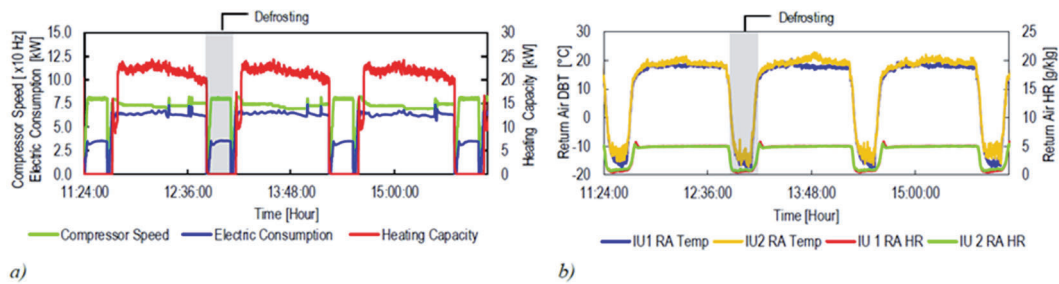 Defrosting
Compressor Speed [x10 Hz]
Electric Consumption [kW]
15.0
12.5
10.0
7.5
5.0
2.5
0.0
30
25
20
15
10
5
0
Heating Capacity [kW]
11:24:00 12:36:00 13:48:00 15:00:00
Time [Hour]
Compressor Speed Electric Consumption Heating Capacity
a)
Defrosting
Return Air DBT [°C]
30
20
10
0
-10
-20
25
20
15
10
5
0
Return Air HR [g/kg]
11:24:00 12:36:00 13:48:00 15:00:00
Time [Hour]
IU1 RA Temp IU2 RA Temp IU 1 RA HR IU 2 RA HR
b)